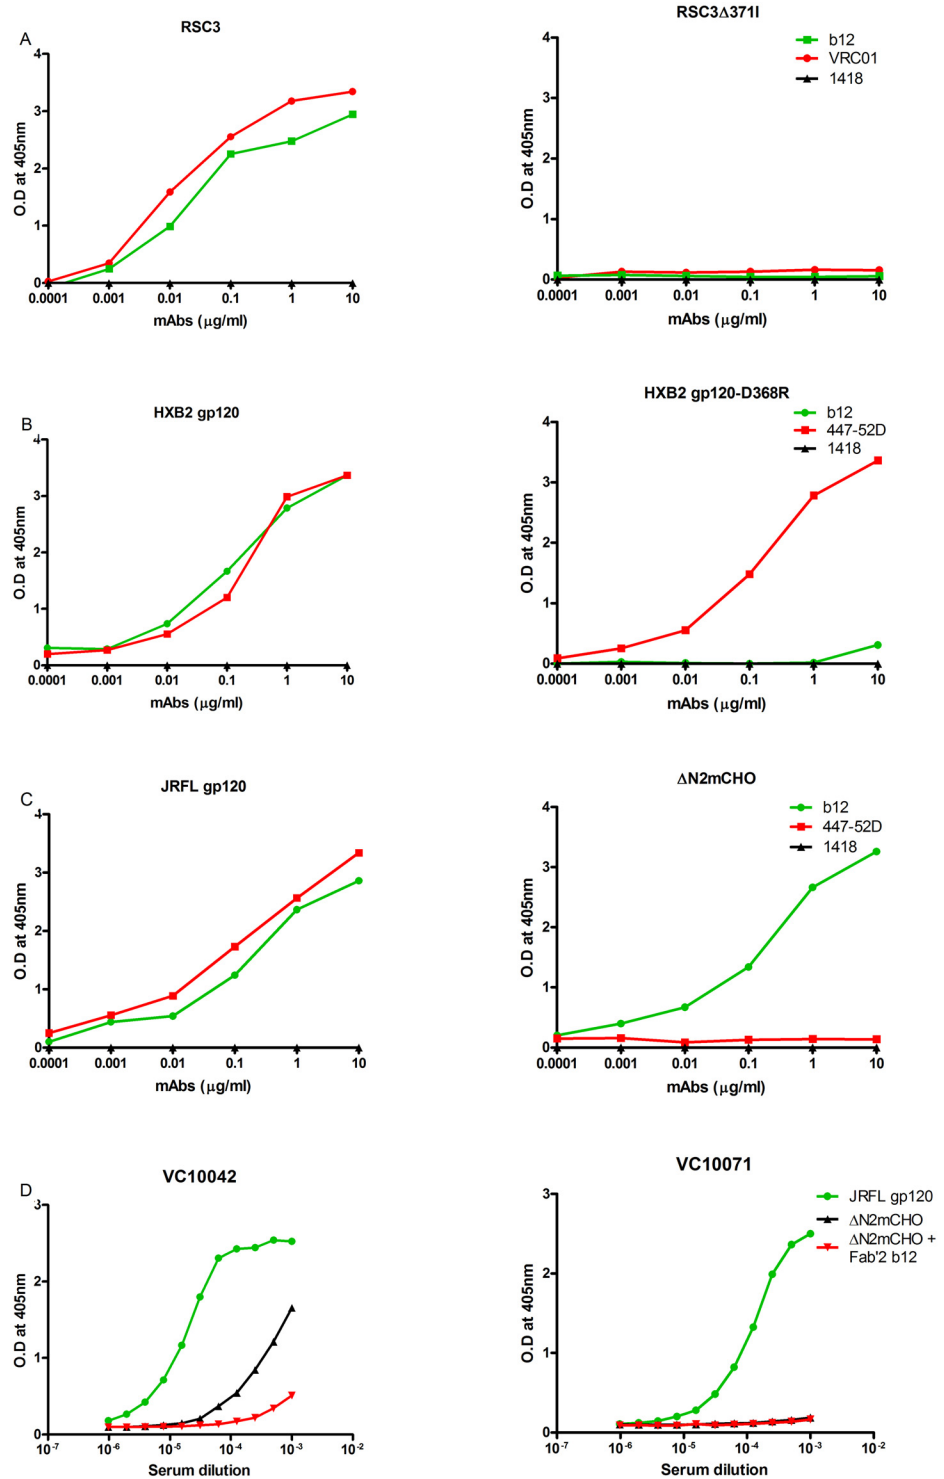 A
RSC3
O.D at 405nm
4
3
2
1
0
0.0001 0.001 0.01 0.1 1 10
mAbs (μg/ml)
RSC3Δ371I
b12
VRC01
1418
O.D at 405nm
4
3
2
1
0
0.0001 0.001 0.01 0.1 1 10
mAbs (μg/ml)
B
HXB2 gp120
O.D at 405nm
4
3
2
1
0
0.0001 0.001 0.01 0.1 1 10
mAbs (μg/ml)
HXB2 gp120-D368R
b12
447-52D
1418
O.D at 405nm
4
3
2
1
0
0.0001 0.001 0.01 0.1 1 10
mAbs (μg/ml)
C
JRFL gp120
O.D at 405nm
4
3
2
1
0
0.0001 0.001 0.01 0.1 1 10
mAbs (μg/ml)
ΔN2mCHO
b12
447-52D
1418
O.D at 405nm
4
3
2
1
0
0.0001 0.001 0.01 0.1 1 10
mAbs (μg/ml)
D
VC10042
O.D at 405nm
3
2
1
0
10-7 10-6 10-5 10-4 10-3 10-2
Serum dilution
VC10071
JRFL gp120
ΔN2mCHO
ΔN2mCHO +
Fab'2 b12
O.D at 405nm
3
2
1
0
10-7 10-6 10-5 10-4 10-3 10-2
Serum dilution